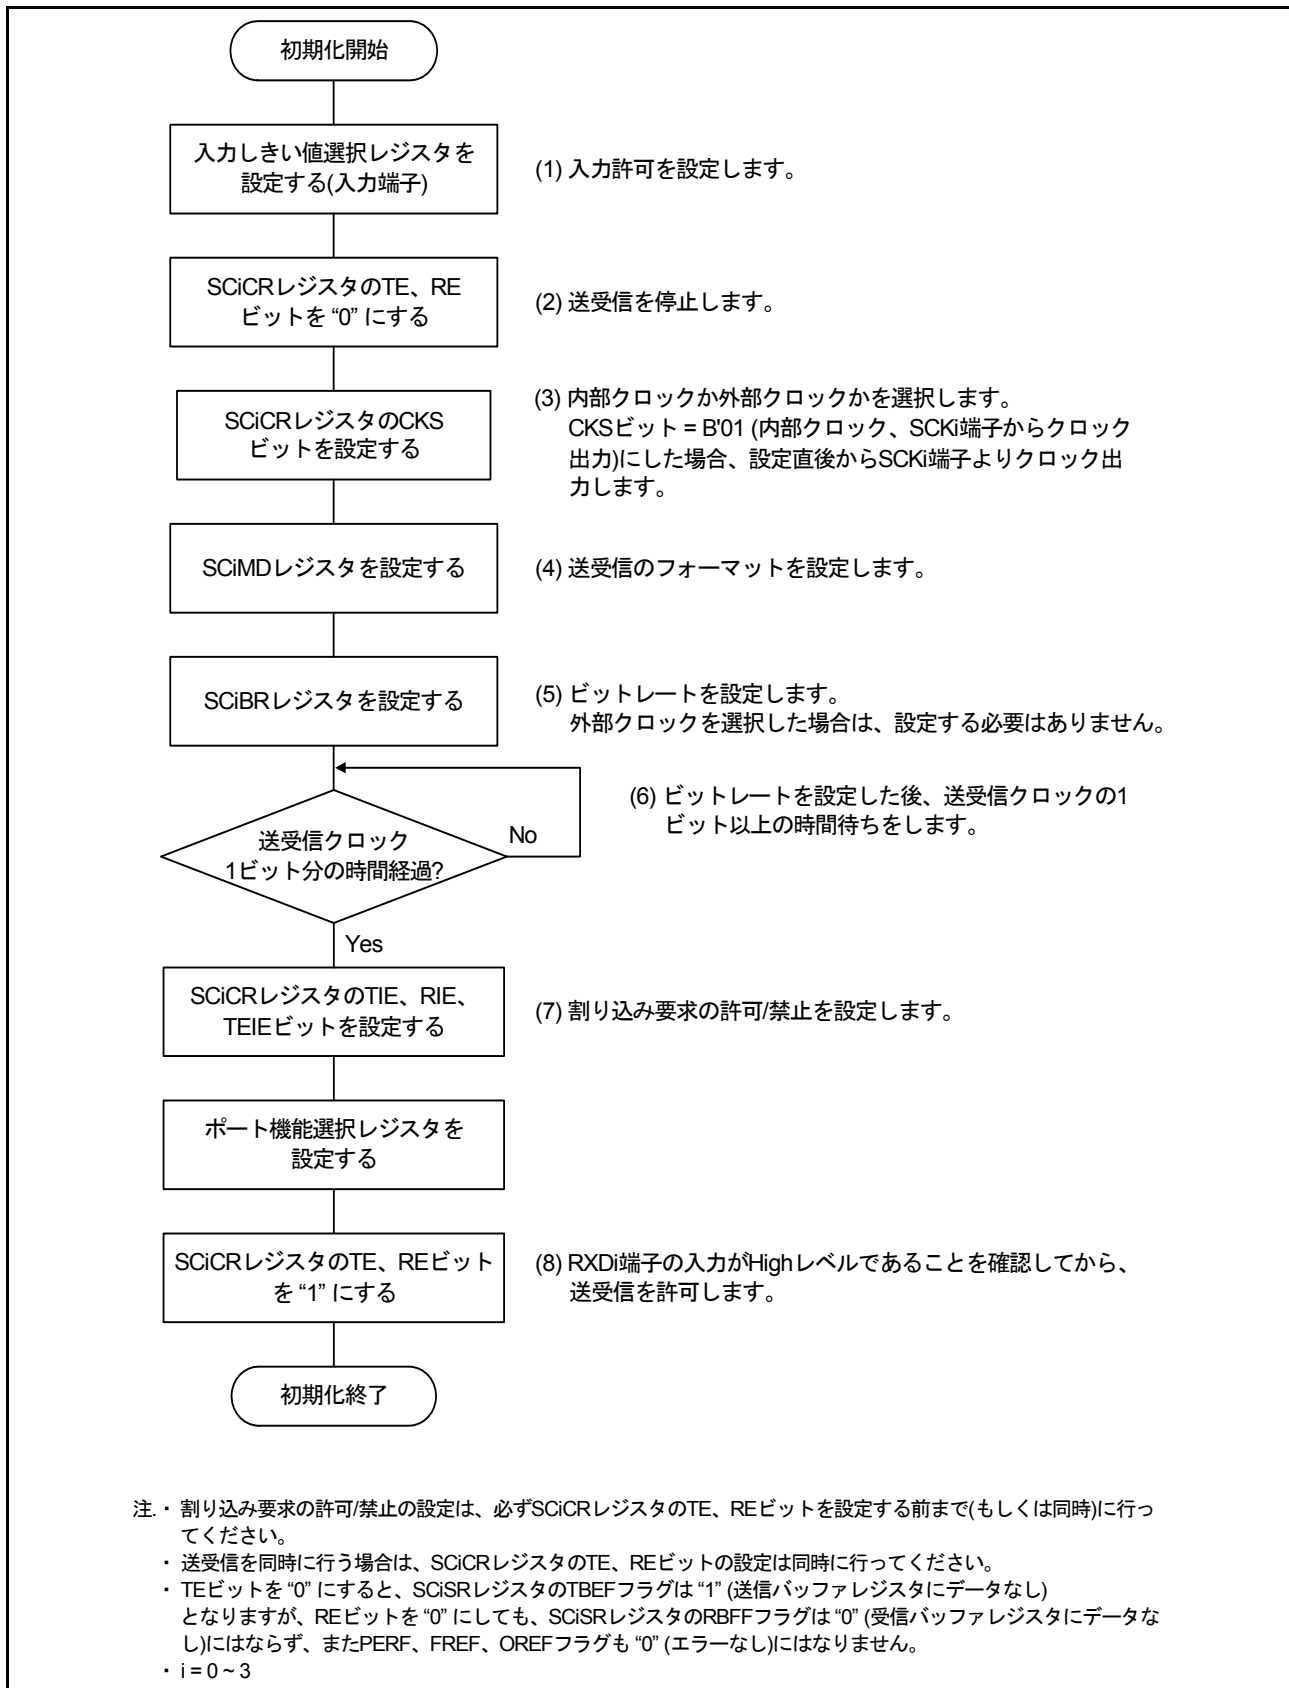 初期化開始
入力しきい値選択レジスタを
設定する(入力端子)
(1) 入力許可を設定します。
SCiCRレジスタのTE、RE
ビットを “0” にする
(2) 送受信を停止します。
SCiCRレジスタのCKS
ビットを設定する
(3) 内部クロックか外部クロックかを選択します。
CKSビット = B'01 (内部クロック、SCKi端子からクロック
出力)にした場合、設定直後からSCKi端子よりクロック出
力します。
SCiMDレジスタを設定する
(4) 送受信のフォーマットを設定します。
SCiBRレジスタを設定する
(5) ビットレートを設定します。
外部クロックを選択した場合は、設定する必要はありません。
(6) ビットレートを設定した後、送受信クロックの1
ビット以上の時間待ちをします。
送受信クロック
1ビット分の時間経過?
No
Yes
SCiCRレジスタのTIE、RIE、
TEIEビットを設定する
(7) 割り込み要求の許可/禁止を設定します。
ポート機能選択レジスタを
設定する
SCiCRレジスタのTE、REビット
を “1” にする
(8) RXDi端子の入力がHighレベルであることを確認してから、
送受信を許可します。
初期化終了
注.・ 割り込み要求の許可/禁止の設定は、必ずSCiCRレジスタのTE、REビットを設定する前まで(もしくは同時)に行っ
てください。
・ 送受信を同時に行う場合は、SCiCRレジスタのTE、REビットの設定は同時に行ってください。
・ TEビットを “0” にすると、SCiSRレジスタのTBEFフラグは “1” (送信バッファレジスタにデータなし)
となりますが、REビットを “0” にしても、SCiSRレジスタのRBFFフラグは “0” (受信バッファレジスタにデータな
し)にはならず、またPERF、FREF、OREFフラグも “0” (エラーなし)にはなりません。
・ i = 0 ~ 3